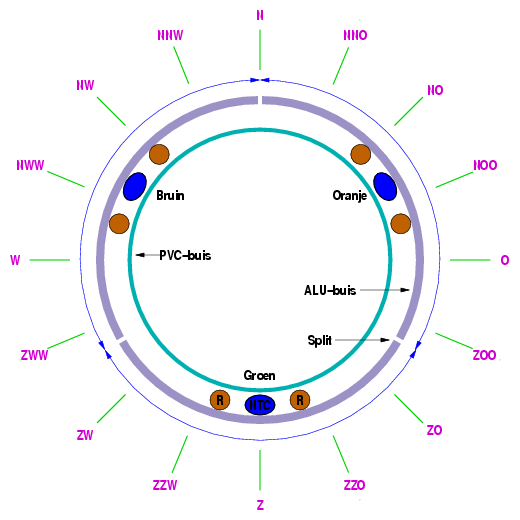 N
NNW
NNO
NW
NO
NWW
NOO
Bruin
Oranje
W
PVC-buis
O
ALU-buis
Split
ZWW
ZOO
Groen
R
NTC
R
ZW
ZO
ZZW
ZZO
Z